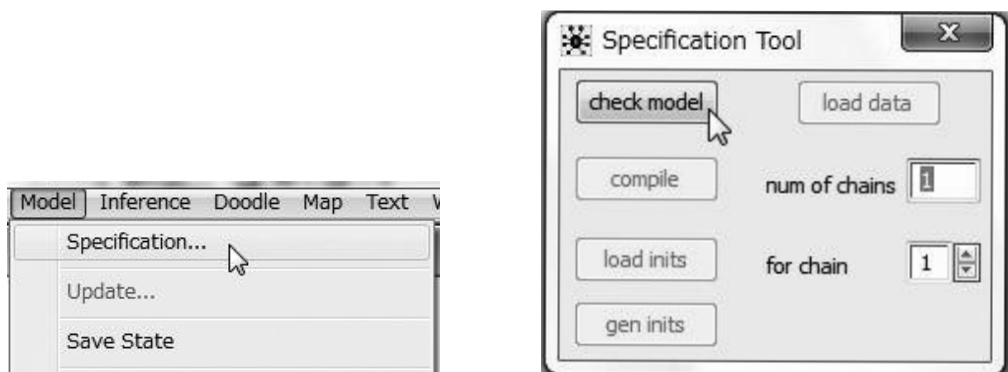 Model Inference Doodle Map Text
Specification...
Update...
Save State
Specification Tool
check model load data
compile num of chains 1
load inits for chain 1
gen inits